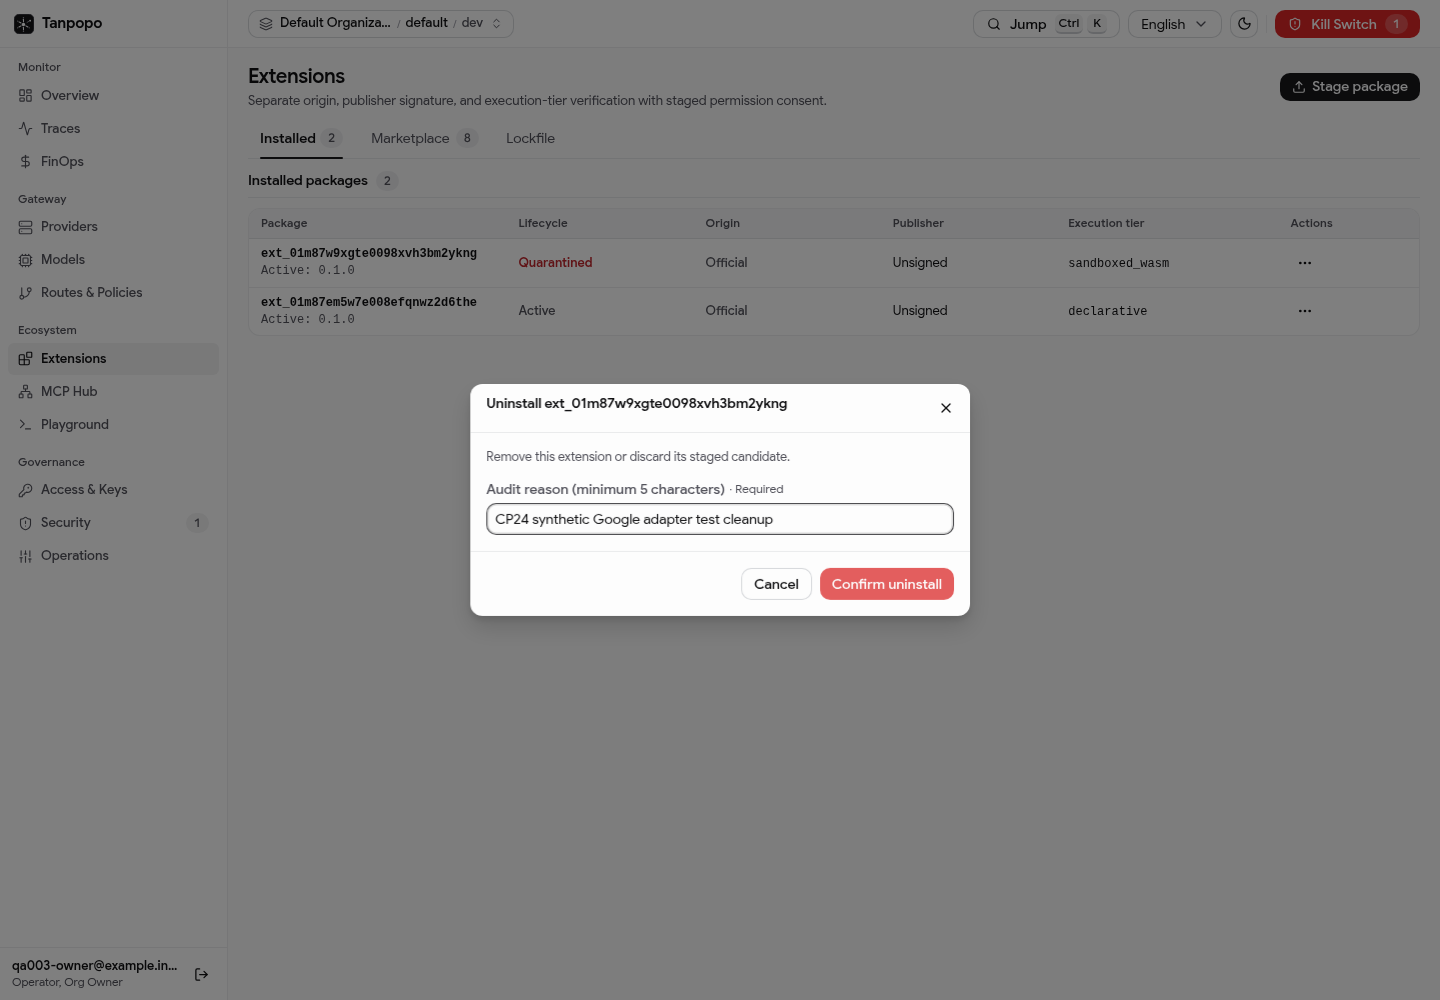 Tanpopo
Default Organiza... / default / dev
Jump Ctrl K
English
Kill Switch 1
Monitor
Overview
Traces
FinOps
Gateway
Providers
Models
Routes & Policies
Ecosystem
Extensions
MCP Hub
Playground
Governance
Access & Keys
Security 1
Operations
qa003-owner@example.in...
Operator, Org Owner
Extensions
Separate origin, publisher signature, and execution-tier verification with staged permission consent.
Stage package
Installed 2 Marketplace 8 Lockfile
Installed packages 2
Package Lifecycle Origin Publisher Execution tier Actions
ext_01m87w9xgte0098xvh3bm2ykng Quarantined Official Unsigned sandboxed_wasm
Active: 0.1.0
ext_01m87em5w7e008efqnwz2d6the Active Official Unsigned declarative
Active: 0.1.0
Uninstall ext_01m87w9xgte0098xvh3bm2ykng
Remove this extension or discard its staged candidate.
Audit reason (minimum 5 characters) · Required
CP24 synthetic Google adapter test cleanup
Cancel Confirm uninstall